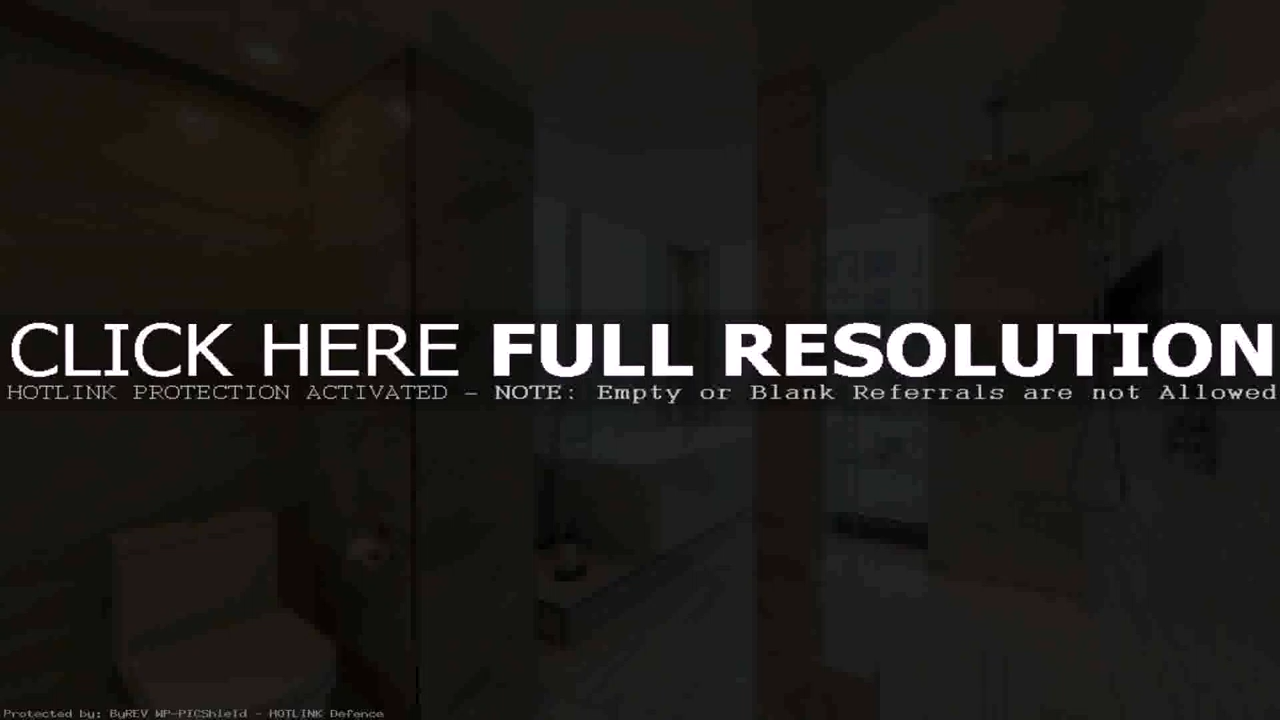 CLICK HERE FULL RESOLUTION
HOTLINK PROTECTION ACTIVATED - NOTE: Empty or Blank Referrals are not Allowed
Protected by: ByREV WP-PICShield - HOTLINK Defence